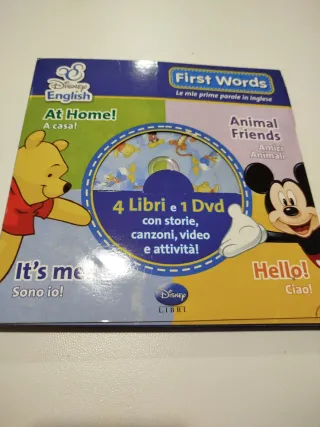 Disney
English
First Words
Le mie prime parole in inglese
At Home!
A casa!
Animal
Friends
Amici
Animali
4 Libri e 1 Dvd
con storie,
canzoni, video
e attività!
It's me
Sono io!
Hello!
Ciao!
Disney
LIBRI